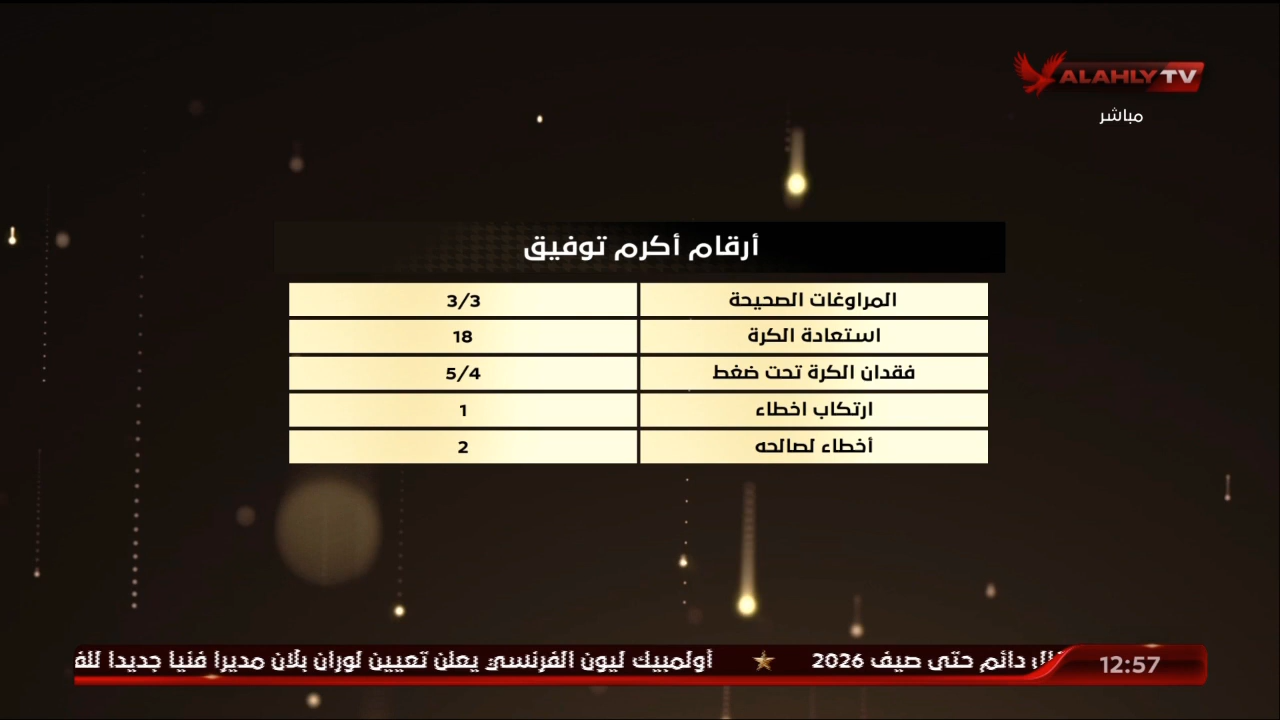 ALAHLY TV
مباشر
أرقام أكرم توفيق
المراوغات الصحيحة 3/3
استعادة الكرة 18
فقدان الكرة تحت ضغط 5/4
ارتكاب اخطاء 1
أخطاء لصالحه 2
12:57 دائم حتى صيف 2026 ★ أولمبيك ليون الفرنسي يعلن تعيين لوران بلان مديرا فنيا جديدا